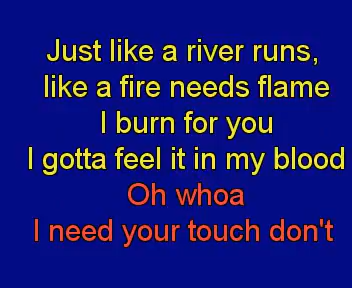 Just like a river runs,
like a fire needs flame
I burn for you
I gotta feel it in my blood
Oh whoa
I need your touch don't